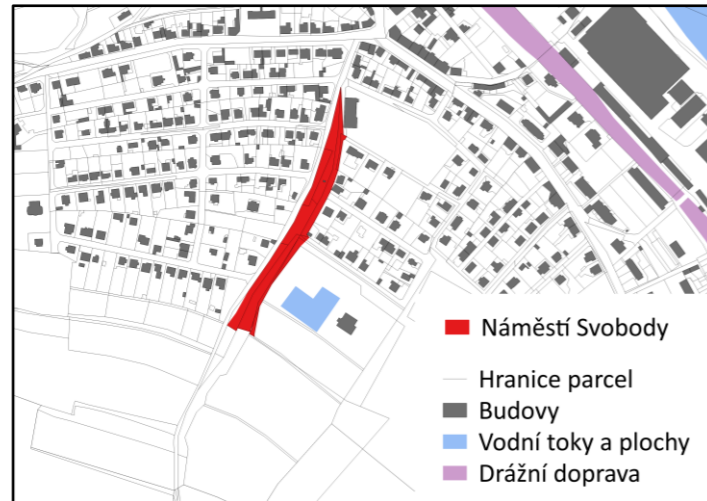 Náměstí Svobody
Hranice parcel
Budovy
Vodní toky a plochy
Drážní doprava